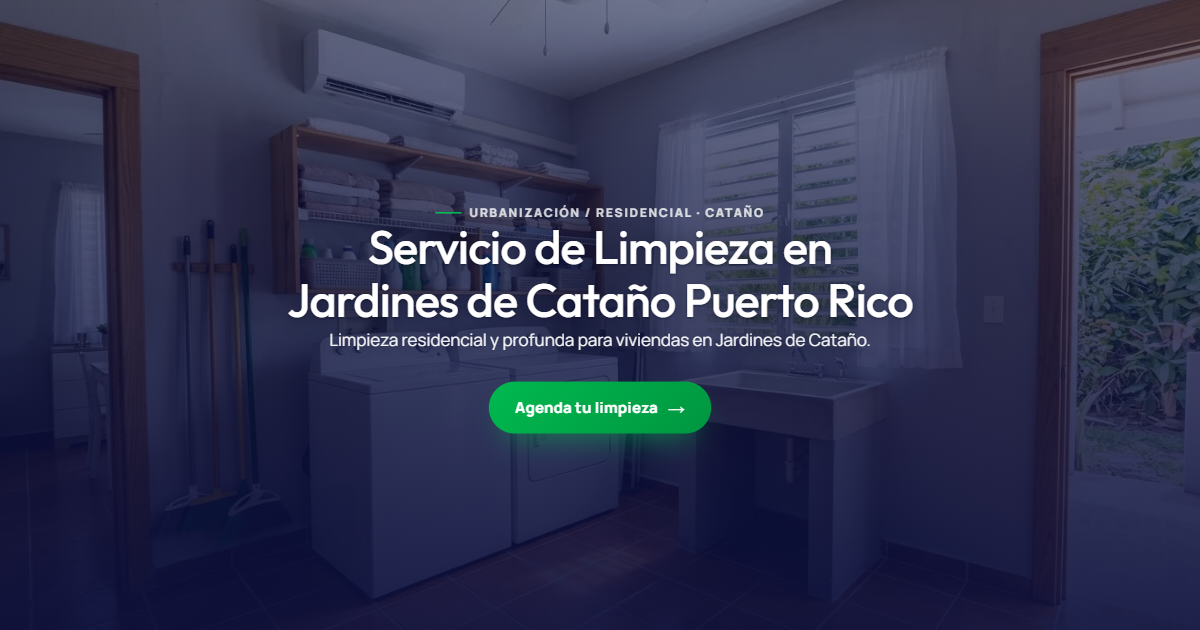 URBANIZACIÓN / RESIDENCIAL · CATAÑO
Servicio de Limpieza en
Jardines de Cataño Puerto Rico
Limpieza residencial y profunda para viviendas en Jardines de Cataño.
Agenda tu limpieza →